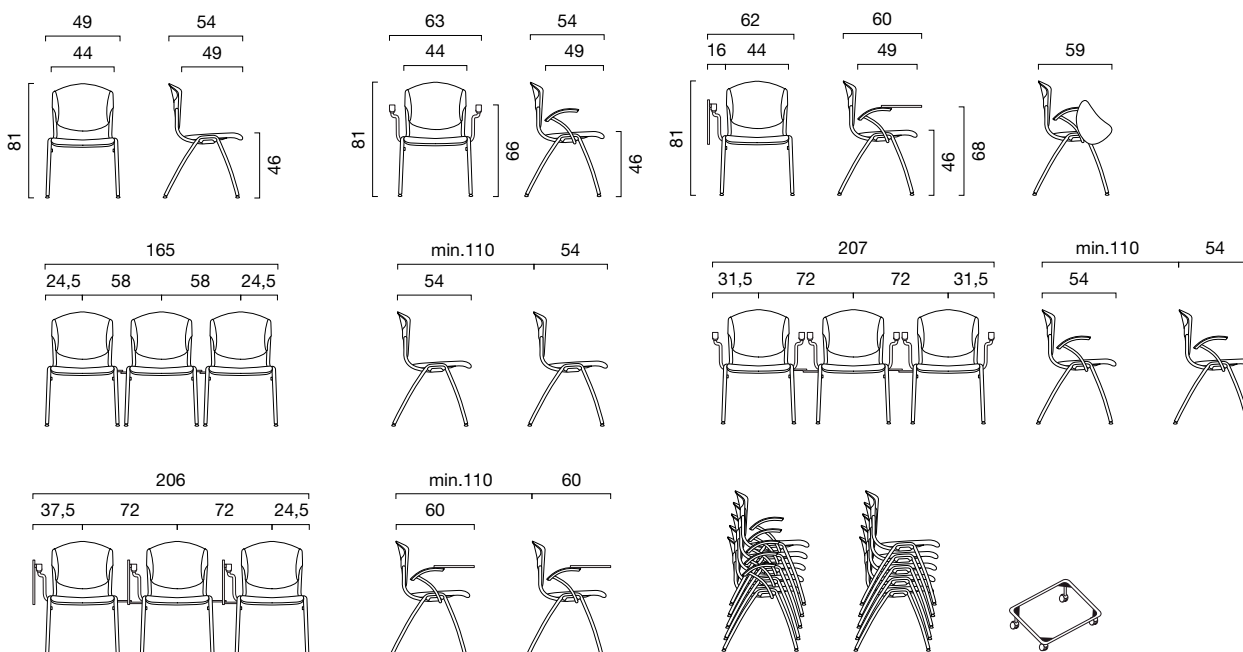 49 54 63 54 62 60
44 49 44 49 16 44 49 59
81 46 81 66 46 81 46 68
165 min.110 54 207 min.110 54
24,5 58 58 24,5 54 31,5 72 72 31,5 54
206 min.110 60
37,5 72 72 24,5 60